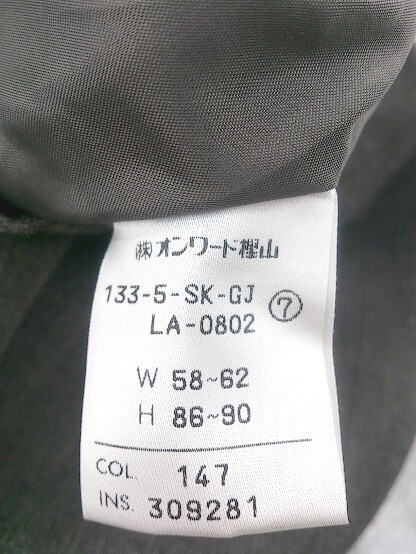 ㈱オンワード樫山
133-5-SK-GJ ⑦
LA-0802
W 58~62
H 86~90
COL. 147
INS. 309281